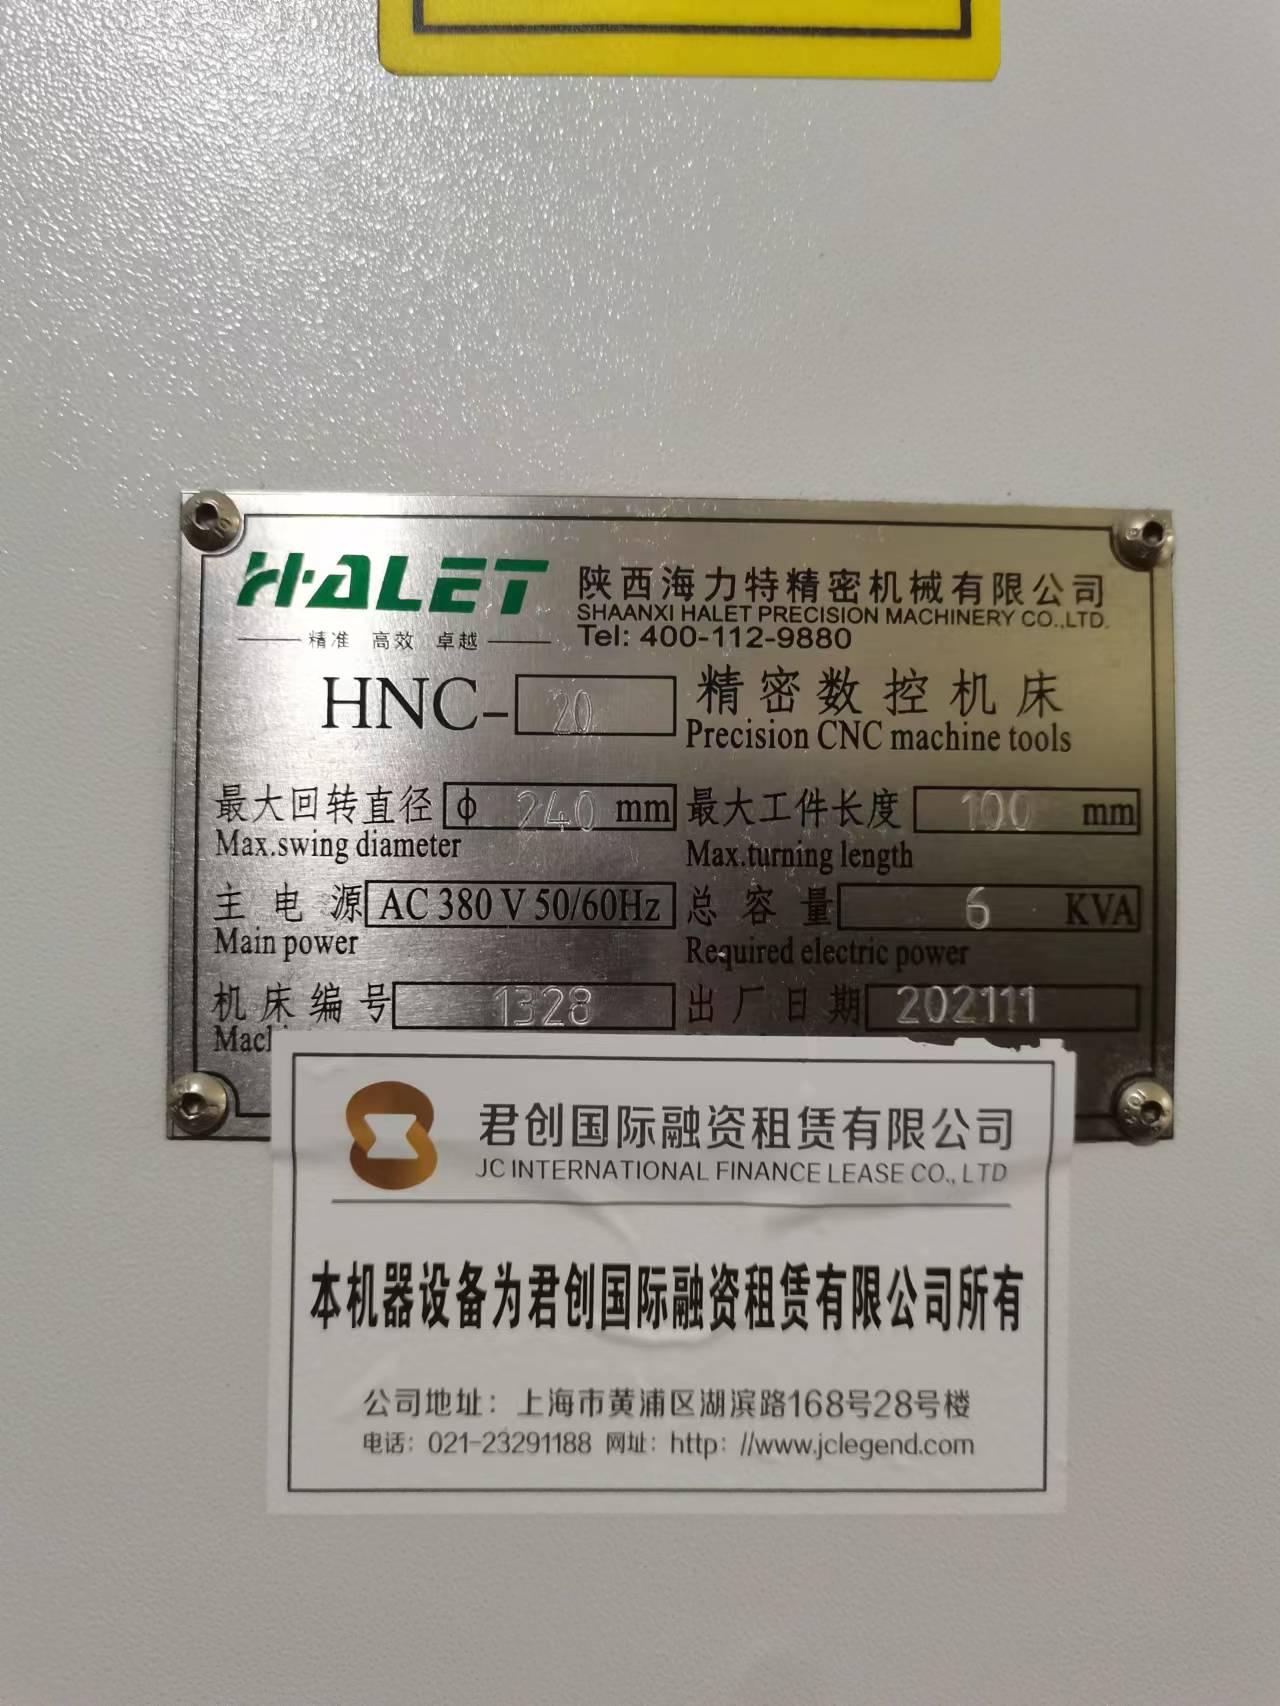 HALET
精准 高效 卓越
陕西海力特精密机械有限公司
SHAANXI HALET PRECISION MACHINERY CO.,LTD.
Tel: 400-112-9880
HNC-20 精密数控机床
Precision CNC machine tools
最大回转直径 ϕ 240 mm 最大工件长度 100 mm
Max.swing diameter Max.turning length
主电源 AC 380 V 50/60Hz 总容量 6 KVA
Main power Required electric power
机床编号 1328 出厂日期 202111
君创国际融资租赁有限公司
JC INTERNATIONAL FINANCE LEASE CO., LTD
本机器设备为君创国际融资租赁有限公司所有
公司地址：上海市黄浦区湖滨路168号28号楼
电话：021-23291188 网址：http：//www.jclegend.com